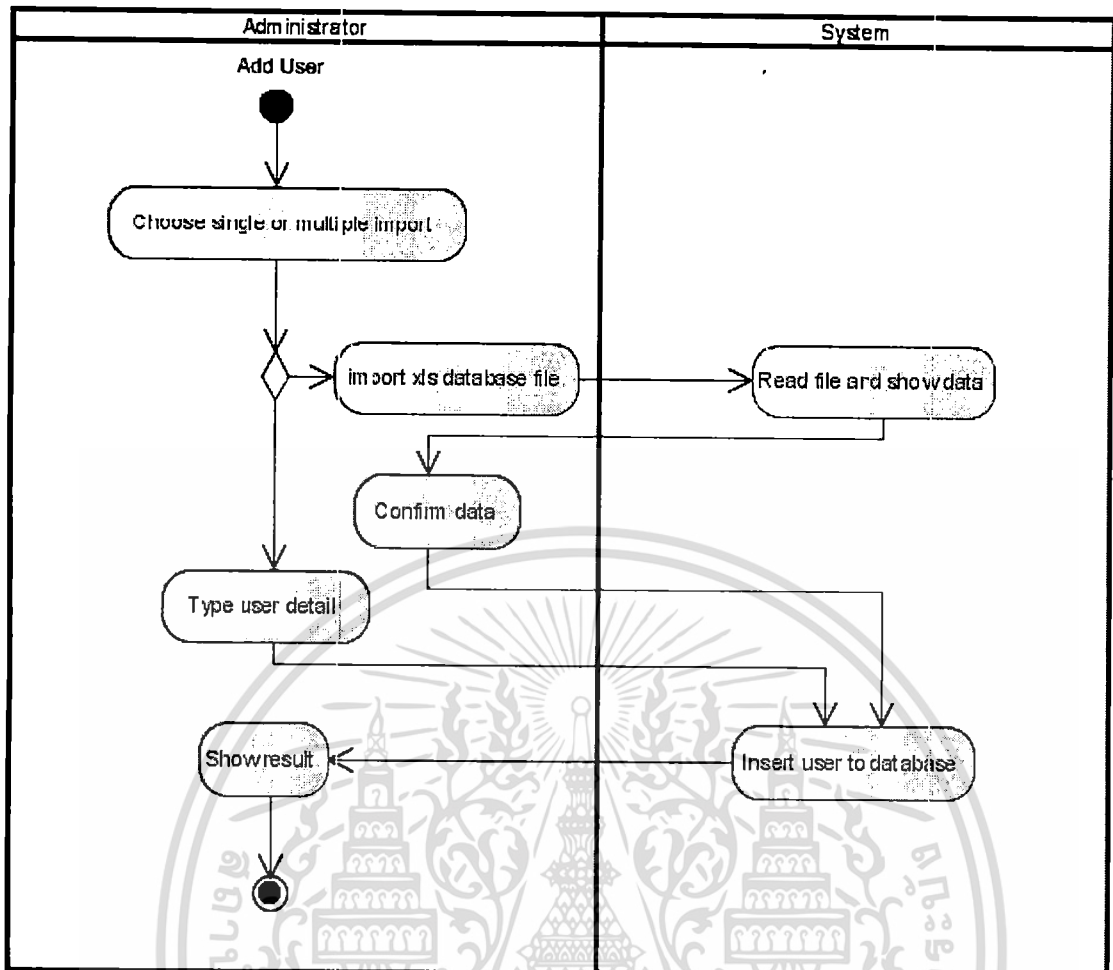 Administrator
System
Add User
Choose single or multiple import
import xls database file
Read file and show data
Confirm data
Type user detail
Show result
Insert user to database